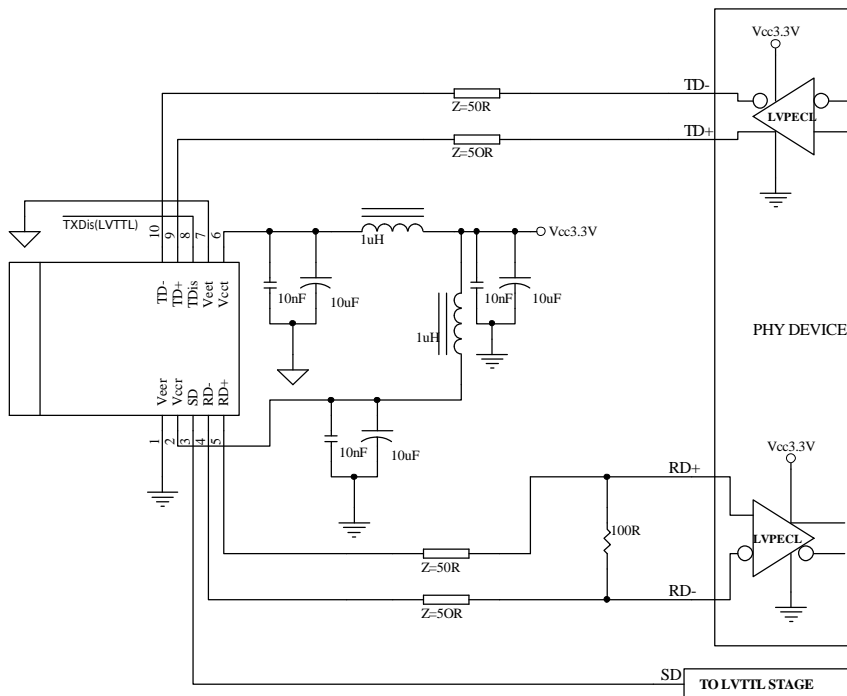 Vcc3.3V
TD-
Z=50R
LVPECL
TD+
Z=5OR
TXDis(LVTTL)
10
9
8
7
6
1uH
Vcc3.3V
TD-
TD+
TDis
Veet
Vcct
10nF
10uF
10nF
10uF
1uH
PHY DEVICE
Veer
Vccr
SD
RD-
RD+
1
2
3
4
5
10nF
10uF
Vcc3.3V
RD+
100R
LVPECL
Z=50R
RD-
Z=5OR
SD
TO LVTTL STAGE